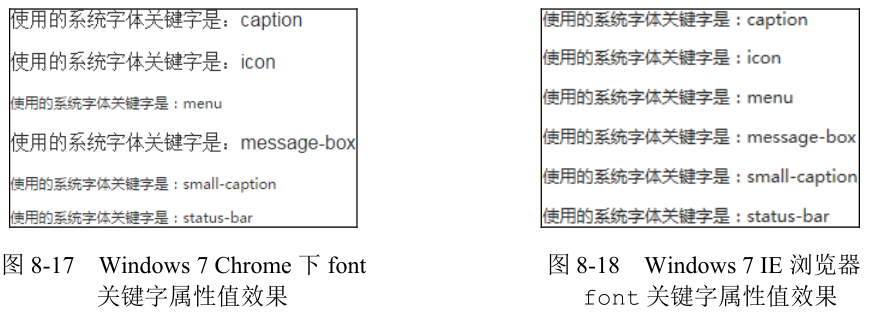 使用的系统字体关键字是：caption
使用的系统字体关键字是：icon
使用的系统字体关键字是：menu
使用的系统字体关键字是：message-box
使用的系统字体关键字是：small-caption
使用的系统字体关键字是：status-bar
图 8-17 Windows 7 Chrome 下 font
关键字属性值效果
使用的系统字体关键字是：caption
使用的系统字体关键字是：icon
使用的系统字体关键字是：menu
使用的系统字体关键字是：message-box
使用的系统字体关键字是：small-caption
使用的系统字体关键字是：status-bar
图 8-18 Windows 7 IE 浏览器
font 关键字属性值效果